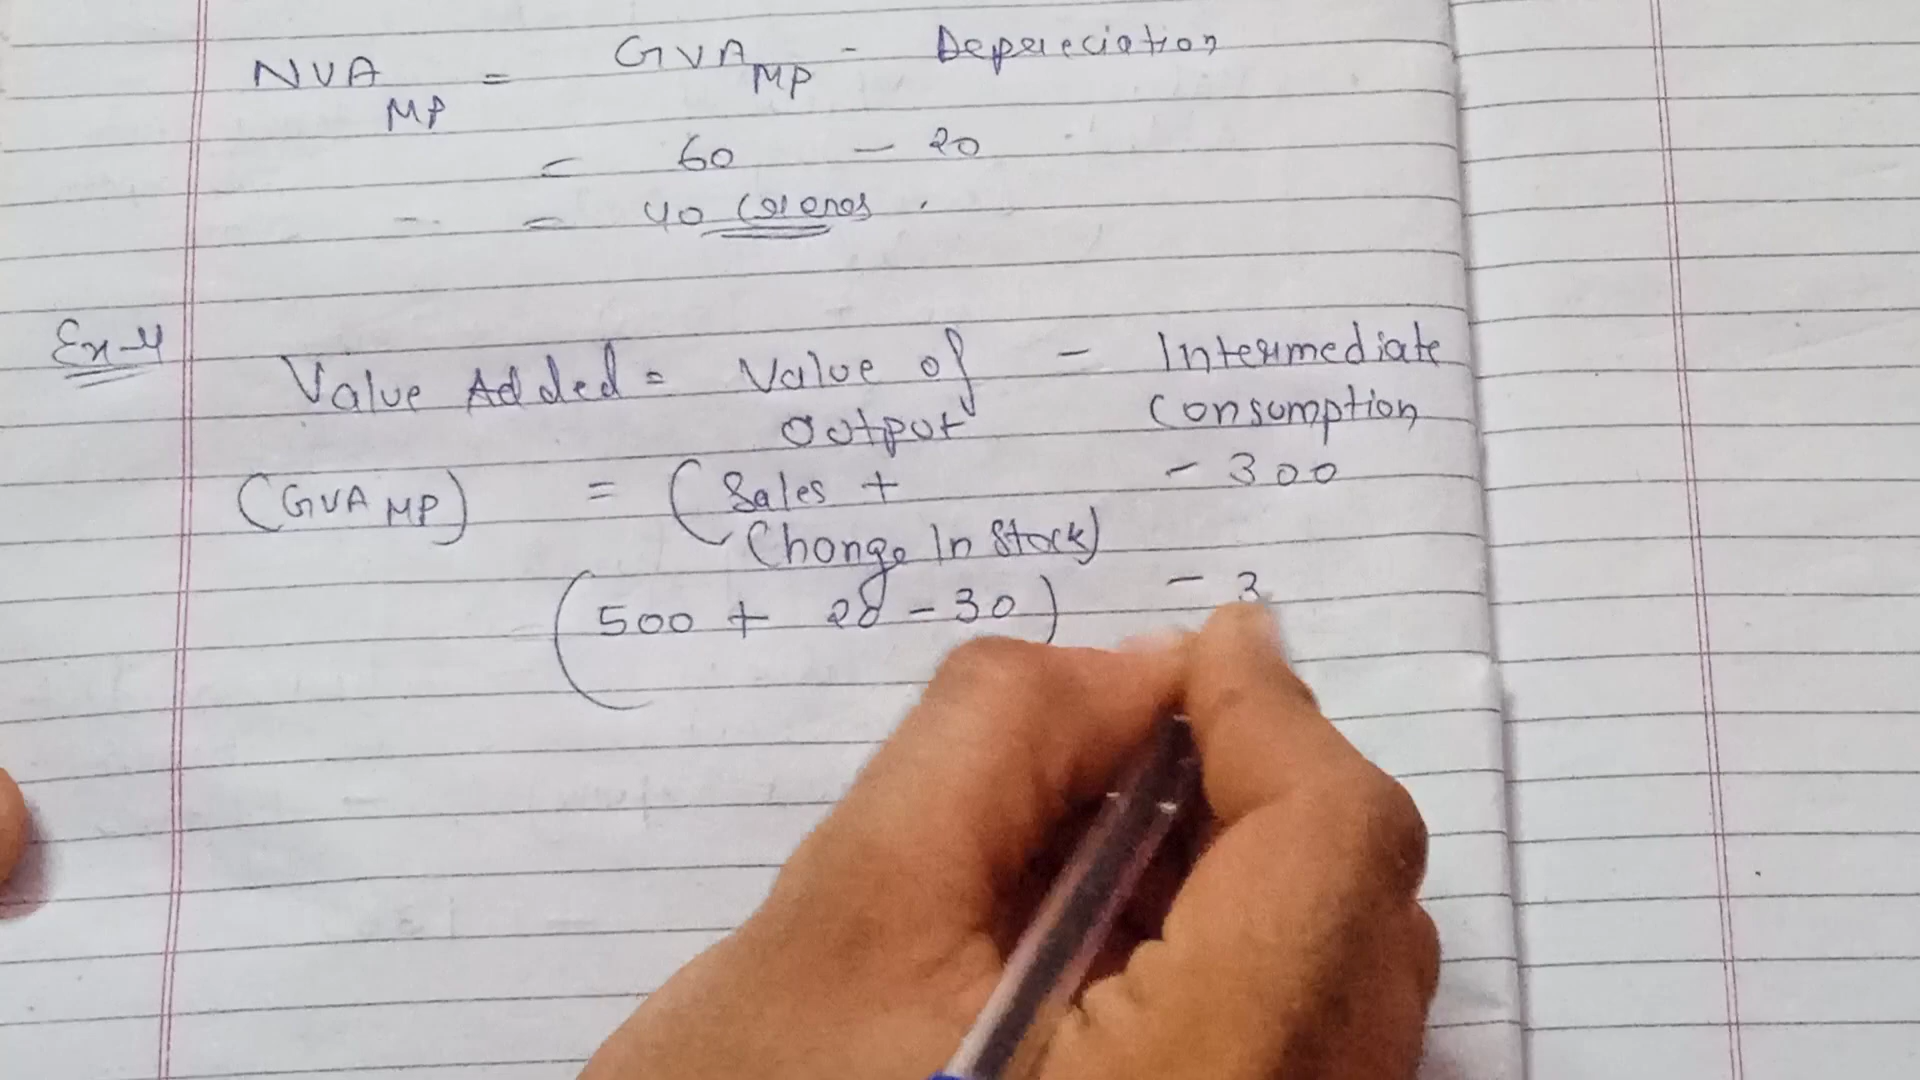 NVA MP = GVA MP - Depreciation
= 60 - 20
= 40 Crores.
Ex-4 Value Added = Value of output - Intermediate Consumption
(GVA MP) = (Sales + Change In Stock) - 300
(500 + 20 - 30) - 3